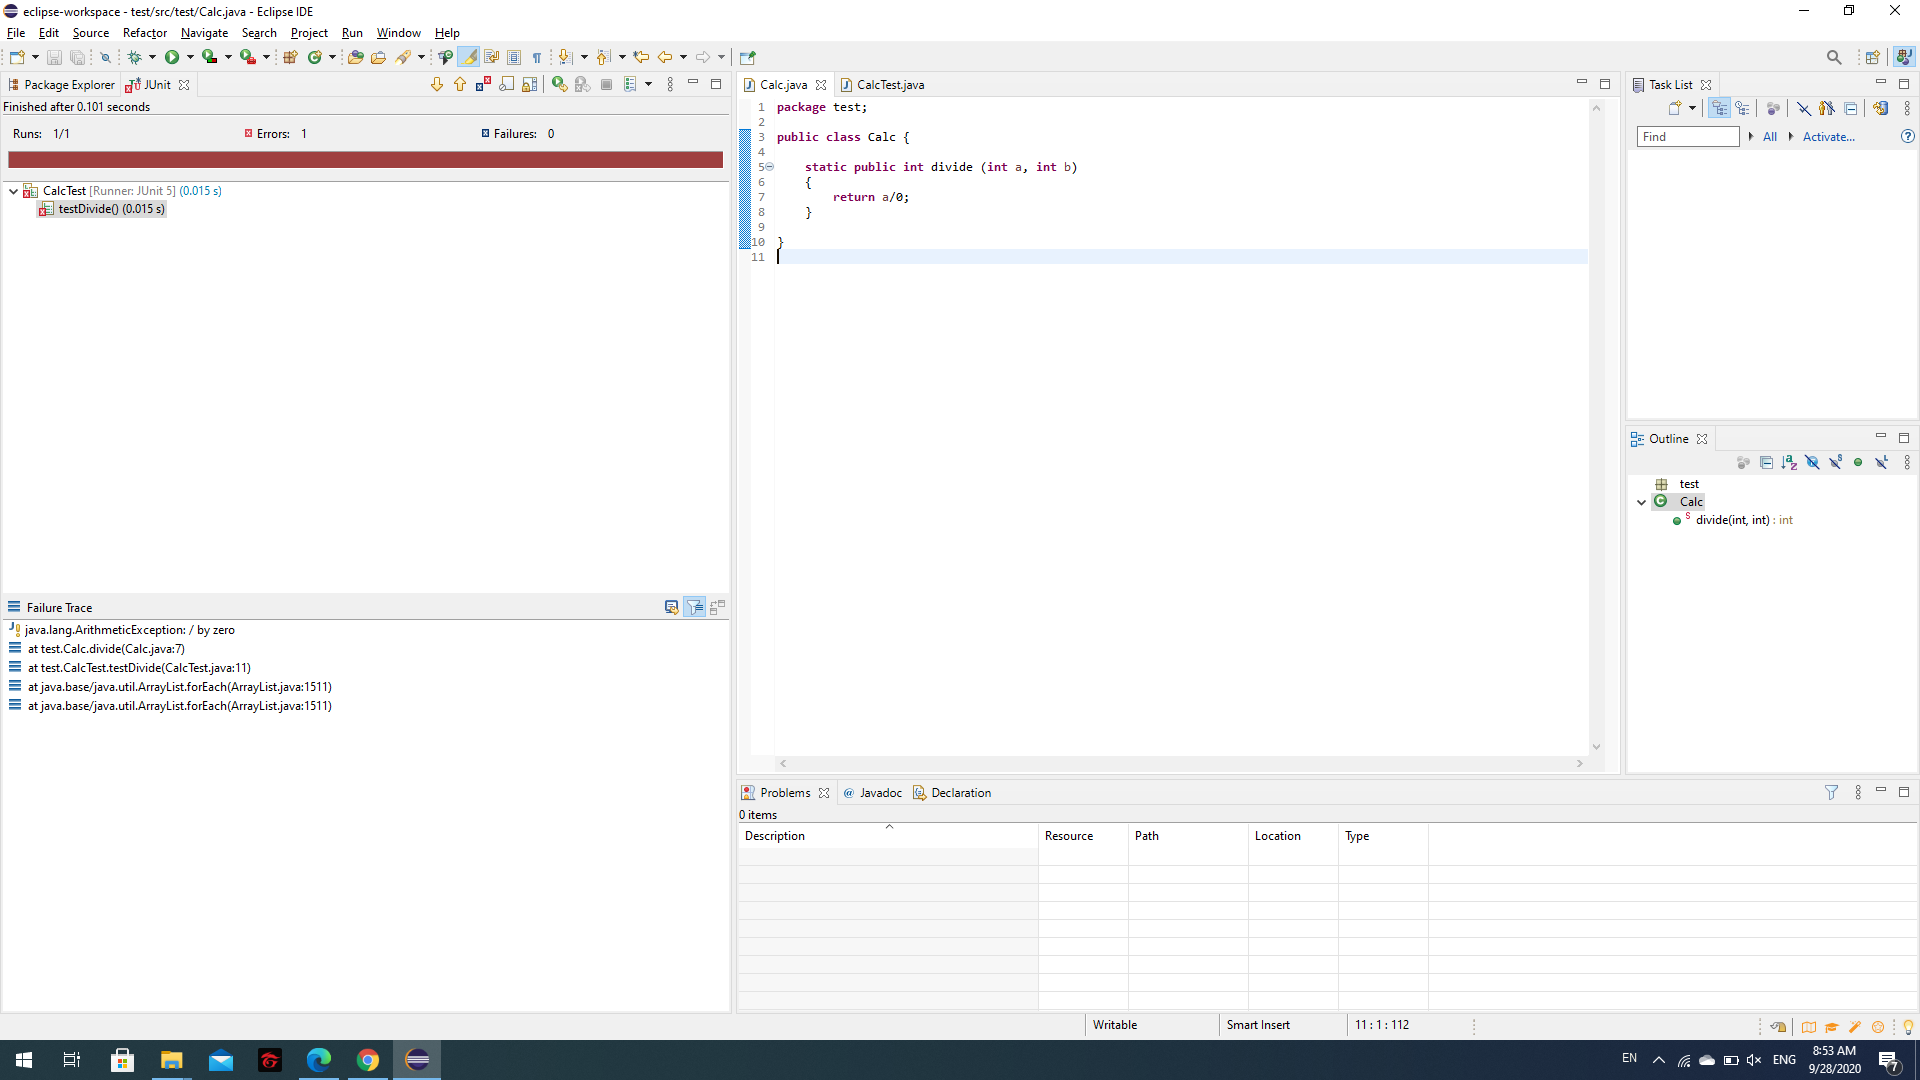 eclipse-workspace - test/src/test/Calc.java - Eclipse IDE
File Edit Source Refactor Navigate Search Project Run Window Help
Package Explorer JUnit
Finished after 0.101 seconds
Runs: 1/1 Errors: 1 Failures: 0
CalcTest [Runner: JUnit 5] (0.015 s)
testDivide() (0.015 s)
Failure Trace
java.lang.ArithmeticException: / by zero
at test.Calc.divide(Calc.java:7)
at test.CalcTest.testDivide(CalcTest.java:11)
at java.base/java.util.ArrayList.forEach(ArrayList.java:1511)
at java.base/java.util.ArrayList.forEach(ArrayList.java:1511)
Calc.java CalcTest.java
1 package test;
2
3 public class Calc {
4
5 static public int divide (int a, int b)
6 {
7 return a/0;
8 }
9
10 }
11
Task List
Find All Activate...
Outline
test
Calc
divide(int, int) : int
Problems @ Javadoc Declaration
0 items
Description Resource Path Location Type
Writable Smart Insert 11 : 1 : 112
EN ENG 8:53 AM
9/28/2020
7